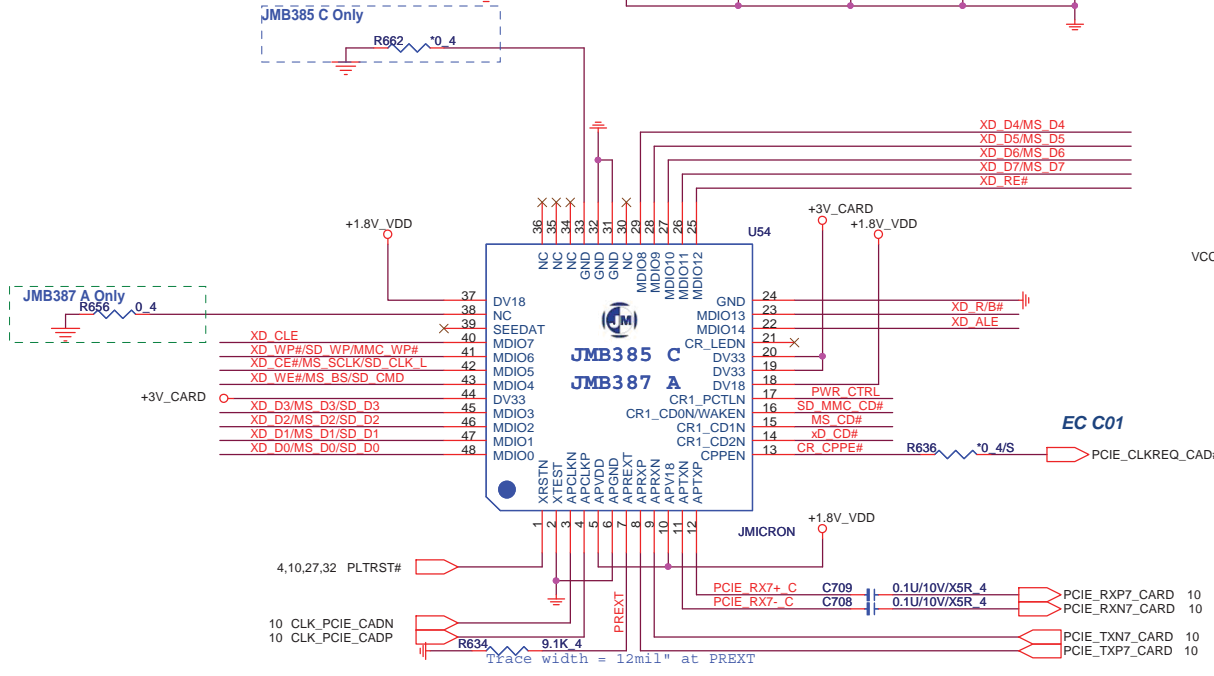 JMB385 C Only
R662 *0_4
XD_D4/MS_D4
XD_D5/MS_D5
XD_D6/MS_D6
XD_D7/MS_D7
XD_RE#
+1.8V_VDD
+3V_CARD
+1.8V_VDD
U54
VCC
36 35 34 33 32 31 30 29 28 27 26 25
NC NC NC GND GND GND NC MDIO8 MDIO9 MDIO10 MDIO11 MDIO12
JMB387 A Only
R656 0_4
37 DV18
38 NC
39 SEEDAT
XD_CLE 40 MDIO7
XD_WP#/SD_WP/MMC_WP# 41 MDIO6
XD_CE#/MS_SCLK/SD_CLK_L 42 MDIO5
XD_WE#/MS_BS/SD_CMD 43 MDIO4
+3V_CARD 44 DV33
XD_D3/MS_D3/SD_D3 45 MDIO3
XD_D2/MS_D2/SD_D2 46 MDIO2
XD_D1/MS_D1/SD_D1 47 MDIO1
XD_D0/MS_D0/SD_D0 48 MDIO0
JM
JMB385 C
JMB387 A
GND 24
MDIO13 23 XD_R/B#
MDIO14 22 XD_ALE
CR_LEDN 21
DV33 20
DV33 19
DV18 18
CR1_PCTLN 17 PWR_CTRL
CR1_CD0N/WAKEN 16 SD_MMC_CD#
CR1_CD1N 15 MS_CD#
CR1_CD2N 14 xD_CD#
CPPEN 13 CR_CPPE#
EC C01
R636 *0_4/S
PCIE_CLKREQ_CAD#
XRSTN XTEST APCLKN APCLKP APVDD APGND APREXT APRXP APRXN APV18 APTXN APTXP
1 2 3 4 5 6 7 8 9 10 11 12
JMICRON
+1.8V_VDD
4,10,27,32 PLTRST#
PCIE_RX7+_C C709 0.1U/10V/X5R_4 PCIE_RXP7_CARD 10
PCIE_RX7-_C C708 0.1U/10V/X5R_4 PCIE_RXN7_CARD 10
PREXT
10 CLK_PCIE_CADN
10 CLK_PCIE_CADP
PCIE_TXN7_CARD 10
PCIE_TXP7_CARD 10
R634 9.1K_4
Trace width = 12mil" at PREXT